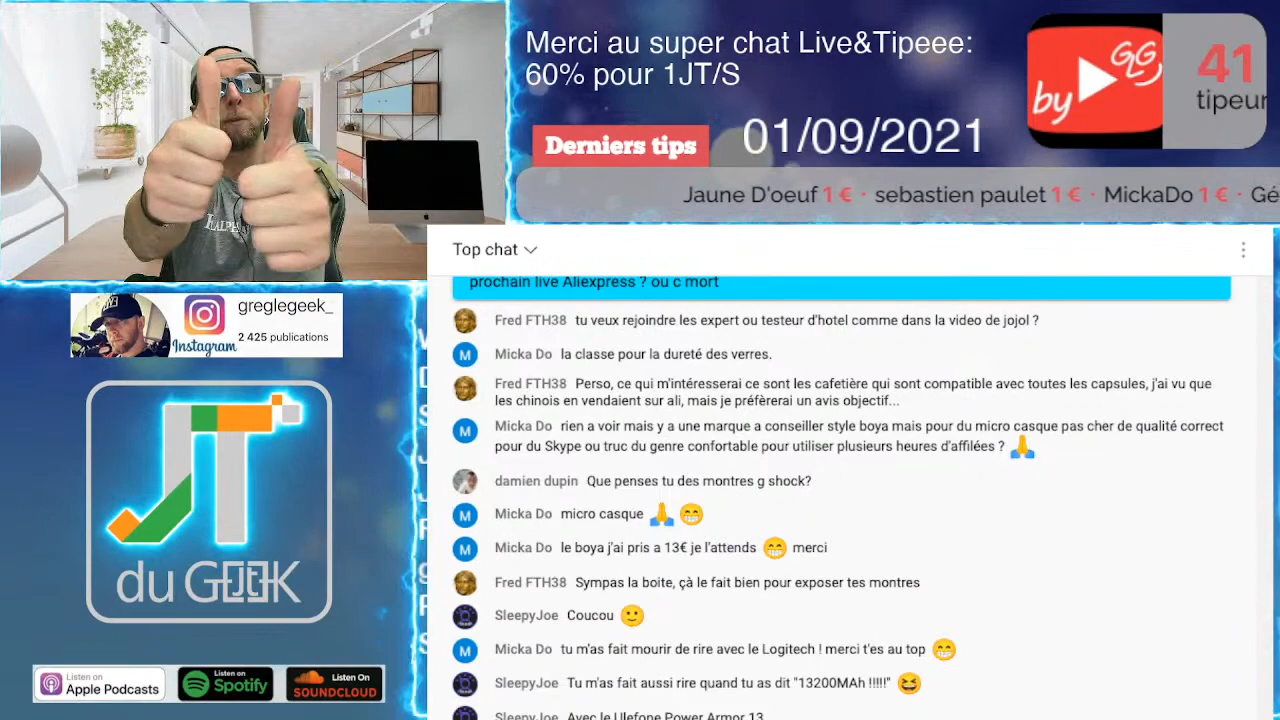 Merci au super chat Live&Tipeee:
60% pour 1JT/S
by GLG
41
tipeur
Derniers tips
01/09/2021
Jaune D'oeuf 1 € · sebastien paulet 1 € · MickaDo 1 € · Gé
Top chat
prochain live Aliexpress ? ou c mort
Fred FTH38 tu veux rejoindre les expert ou testeur d'hotel comme dans la video de jojol ?
Micka Do la classe pour la dureté des verres.
Fred FTH38 Perso, ce qui m'intéresserai ce sont les cafetière qui sont compatible avec toutes les capsules, j'ai vu que
les chinois en vendaient sur ali, mais je préfèrerai un avis objectif...
M Micka Do rien a voir mais y a une marque a conseiller style boya mais pour du micro casque pas cher de qualité correct
pour du Skype ou truc du genre confortable pour utiliser plusieurs heures d'affilées ? 🙏
damien dupin Que penses tu des montres g shock?
M Micka Do micro casque 🙏 😁
M Micka Do le boya j'ai pris a 13€ je l'attends 😁 merci
Fred FTH38 Sympas la boite, çà le fait bien pour exposer tes montres
SleepyJoe Coucou 🙂
M Micka Do tu m'as fait mourir de rire avec le Logitech ! merci t'es au top 😁
SleepyJoe Tu m'as fait aussi rire quand tu as dit "13200MAh !!!!!" 😆
SleepyJoe Avec le Ulefone Power Armor 13
greglegeek_
Instagram
2 425 publications
JT
du GEEK
Listen on
Apple Podcasts
Listen on
Spotify
Listen On
SOUNDCLOUD